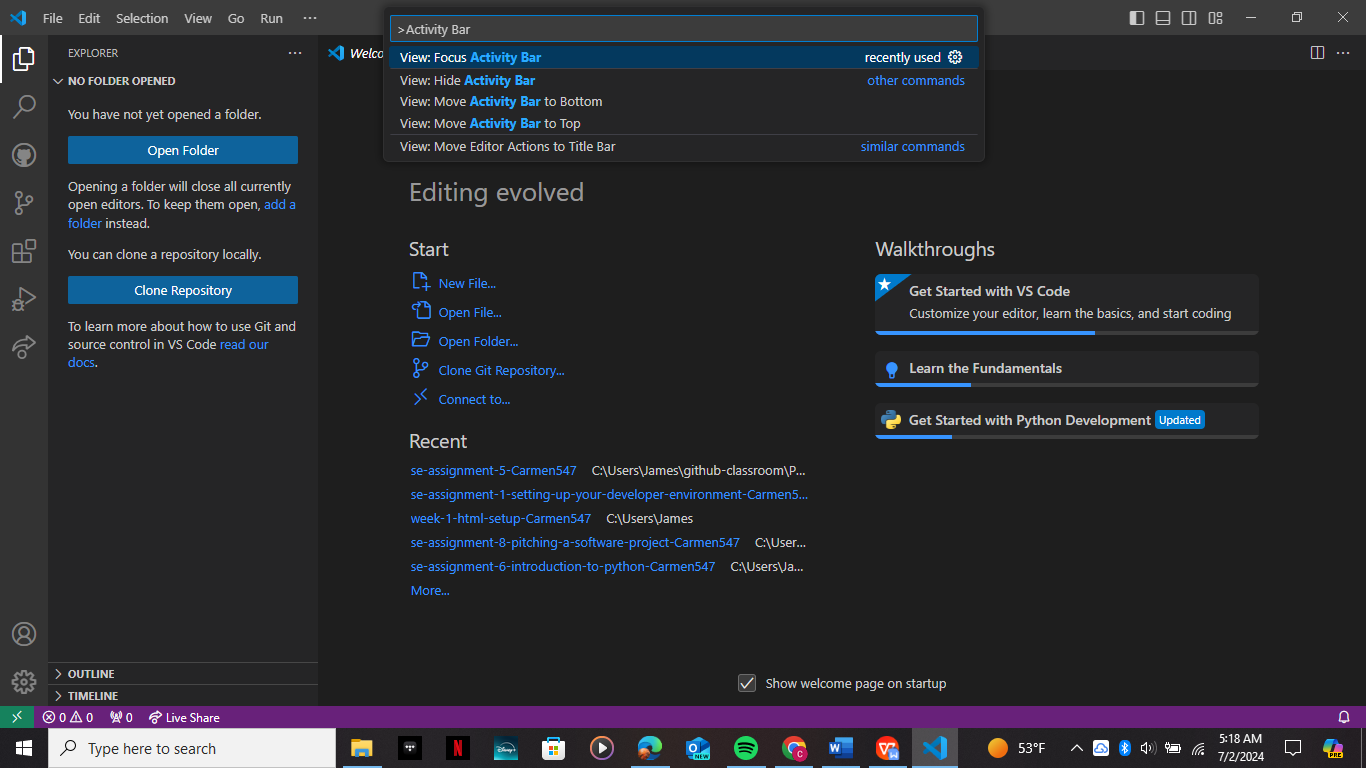 File Edit Selection View Go Run ···
>Activity Bar
View: Focus Activity Bar recently used
View: Hide Activity Bar other commands
View: Move Activity Bar to Bottom
View: Move Activity Bar to Top
View: Move Editor Actions to Title Bar similar commands
EXPLORER
NO FOLDER OPENED
You have not yet opened a folder.
Open Folder
Opening a folder will close all currently
open editors. To keep them open, add a
folder instead.
You can clone a repository locally.
Clone Repository
To learn more about how to use Git and
source control in VS Code read our
docs.
OUTLINE
TIMELINE
Welco
Editing evolved
Start
New File...
Open File...
Open Folder...
Clone Git Repository...
Connect to...
Recent
se-assignment-5-Carmen547 C:\Users\James\github-classroom\P...
se-assignment-1-setting-up-your-developer-environment-Carmen5...
week-1-html-setup-Carmen547 C:\Users\James
se-assignment-8-pitching-a-software-project-Carmen547 C:\User...
se-assignment-6-introduction-to-python-Carmen547 C:\Users\Ja...
More...
Walkthroughs
Get Started with VS Code
Customize your editor, learn the basics, and start coding
Learn the Fundamentals
Get Started with Python Development Updated
Show welcome page on startup
0 0 0 Live Share
Type here to search
Disney+
NEW
53°F
5:18 AM
7/2/2024
PRE